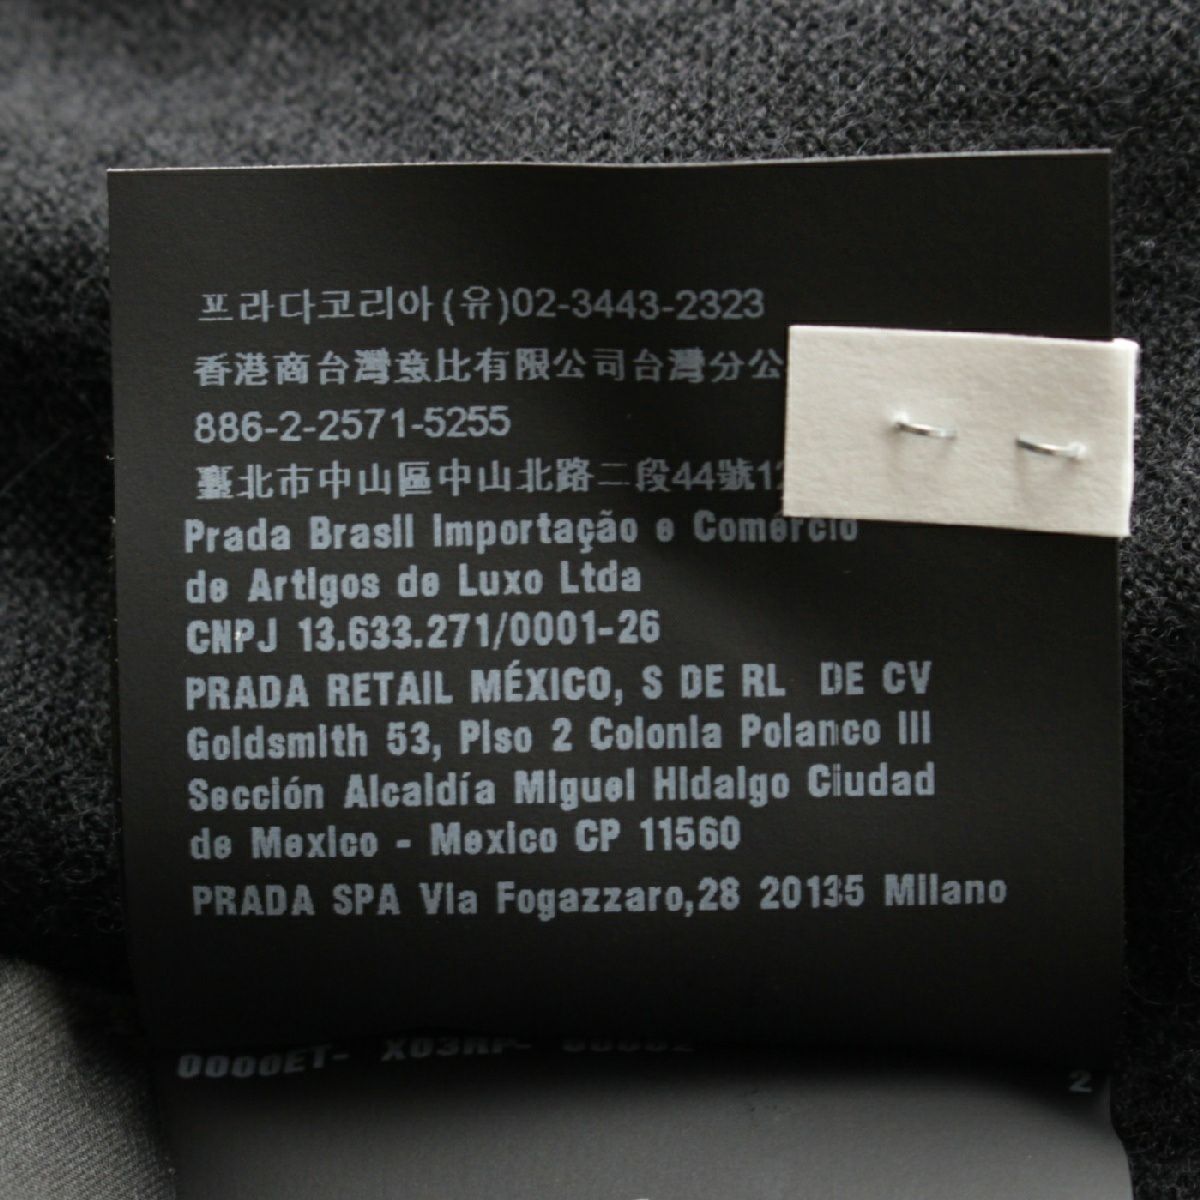 프라다코리아(유)02-3443-2323
香港商台灣意比有限公司台灣分公
886-2-2571-5255
臺北市中山區中山北路二段44號1
Prada Brasil Importação e Comércio
de Artigos de Luxo Ltda
CNPJ 13.633.271/0001-26
PRADA RETAIL MÉXICO, S DE RL DE CV
Goldsmith 53, Piso 2 Colonia Polanco III
Sección Alcaldía Miguel Hidalgo Ciudad
de Mexico - Mexico CP 11560
PRADA SPA Via Fogazzaro,28 20135 Milano
0000ET-
2